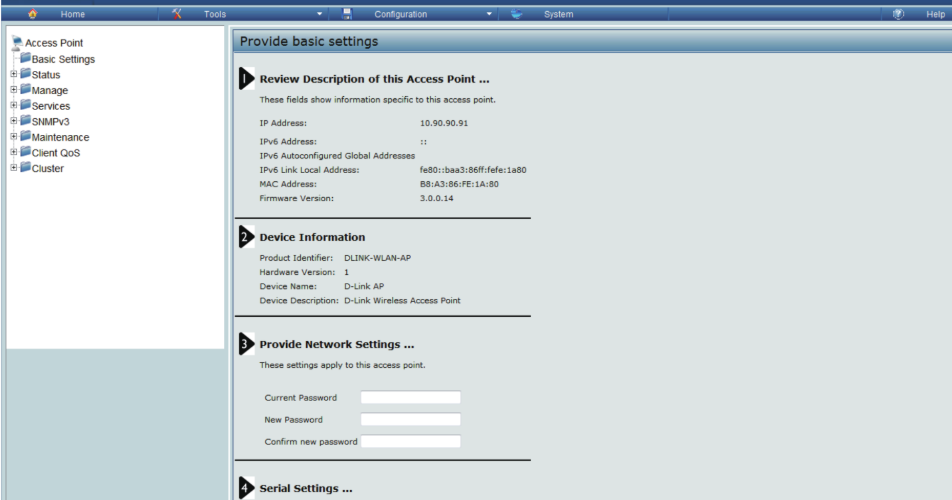 Home Tools Configuration System Help
Access Point
Basic Settings
Status
Manage
Services
SNMPv3
Maintenance
Client QoS
Cluster
Provide basic settings
1 Review Description of this Access Point ...
These fields show information specific to this access point.
IP Address: 10.90.90.91
IPv6 Address: ::
IPv6 Autoconfigured Global Addresses
IPv6 Link Local Address: fe80::baa3:86ff:fefe:1a80
MAC Address: B8:A3:86:FE:1A:80
Firmware Version: 3.0.0.14
2 Device Information
Product Identifier: DLINK-WLAN-AP
Hardware Version: 1
Device Name: D-Link AP
Device Description: D-Link Wireless Access Point
3 Provide Network Settings ...
These settings apply to this access point.
Current Password
New Password
Confirm new password
4 Serial Settings ...